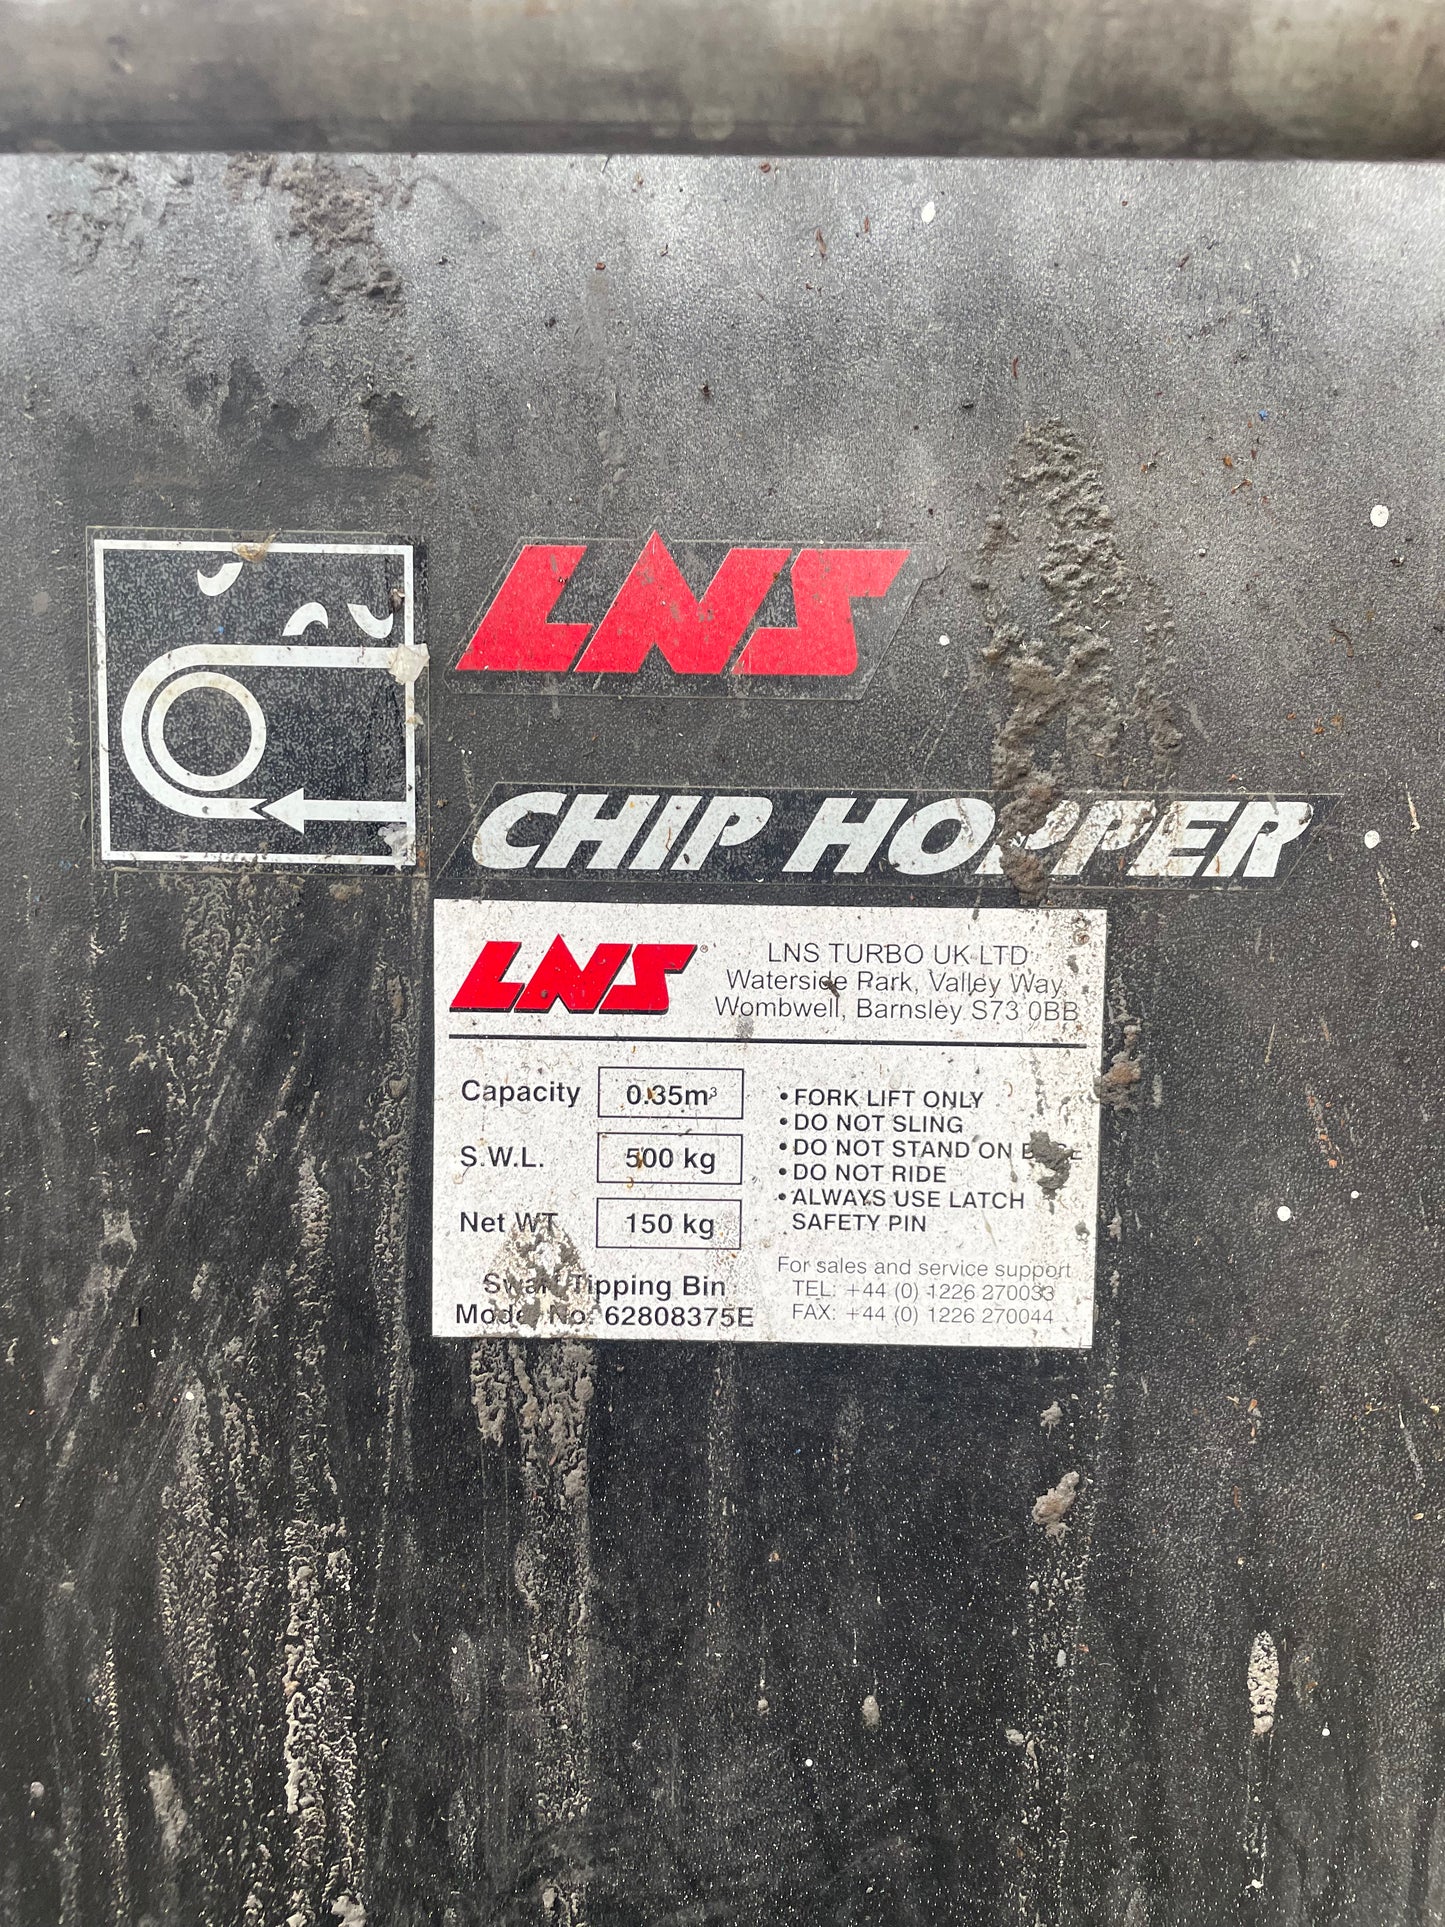 LNS
CHIP HOPPER
LNS®
LNS TURBO UK LTD
Waterside Park, Valley Way,
Wombwell, Barnsley S73 0BB
Capacity 0.35m³
S.W.L. 500 kg
Net WT 150 kg
Swarf Tipping Bin
Model No: 62808375E
• FORK LIFT ONLY
• DO NOT SLING
• DO NOT STAND ON BASE
• DO NOT RIDE
• ALWAYS USE LATCH
SAFETY PIN
For sales and service support
TEL: +44 (0) 1226 270033
FAX: +44 (0) 1226 270044